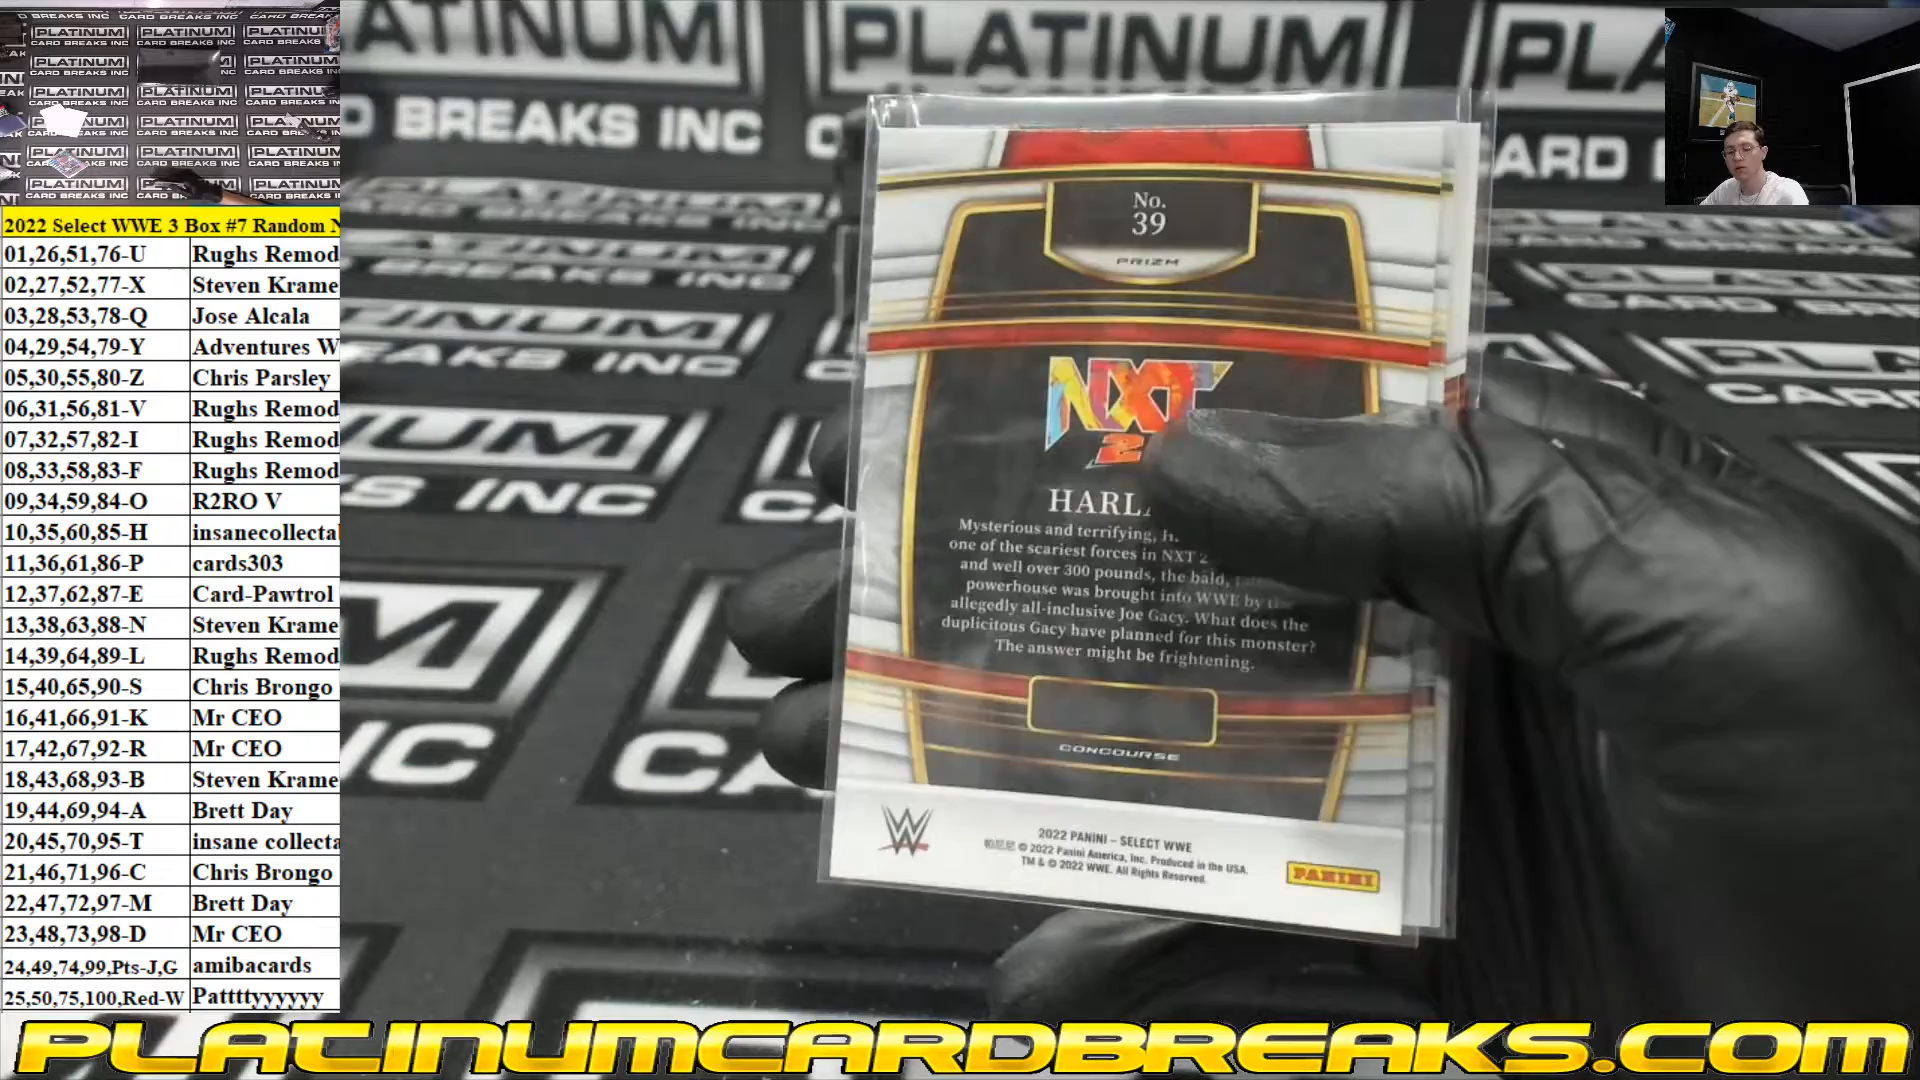 2022 Select WWE 3 Box #7 Random N
01,26,51,76-U Rughs Remod
02,27,52,77-X Steven Krame
03,28,53,78-Q Jose Alcala
04,29,54,79-Y Adventures W
05,30,55,80-Z Chris Parsley
06,31,56,81-V Rughs Remod
07,32,57,82-I Rughs Remod
08,33,58,83-F Rughs Remod
09,34,59,84-O R2RO V
10,35,60,85-H insanecollecta
11,36,61,86-P cards303
12,37,62,87-E Card-Pawtrol
13,38,63,88-N Steven Krame
14,39,64,89-L Rughs Remod
15,40,65,90-S Chris Brongo
16,41,66,91-K Mr CEO
17,42,67,92-R Mr CEO
18,43,68,93-B Steven Krame
19,44,69,94-A Brett Day
20,45,70,95-T insane collecta
21,46,71,96-C Chris Brongo
22,47,72,97-M Brett Day
23,48,73,98-D Mr CEO
24,49,74,99,Pts-J,G amibacards
25,50,75,100,Red-W Pattttyyyyyy
PLATINUM
CARD BREAKS INC
No.
39
PRIZM
NXT
2
HARL
Mysterious and terrifying,
one of the scariest forces in NXT 2
and well over 300 pounds, the bald,
powerhouse was brought into WWE by
allegedly all-inclusive Joe Gacy. What does the
duplicitous Gacy have planned for this monster?
The answer might be frightening.
CONCOURSE
W
2022 PANINI – SELECT WWE
© 2022 Panini America, Inc. Produced in the USA.
TM & © 2022 WWE. All Rights Reserved.
PANINI
PLATINUMCARDBREAKS.COM